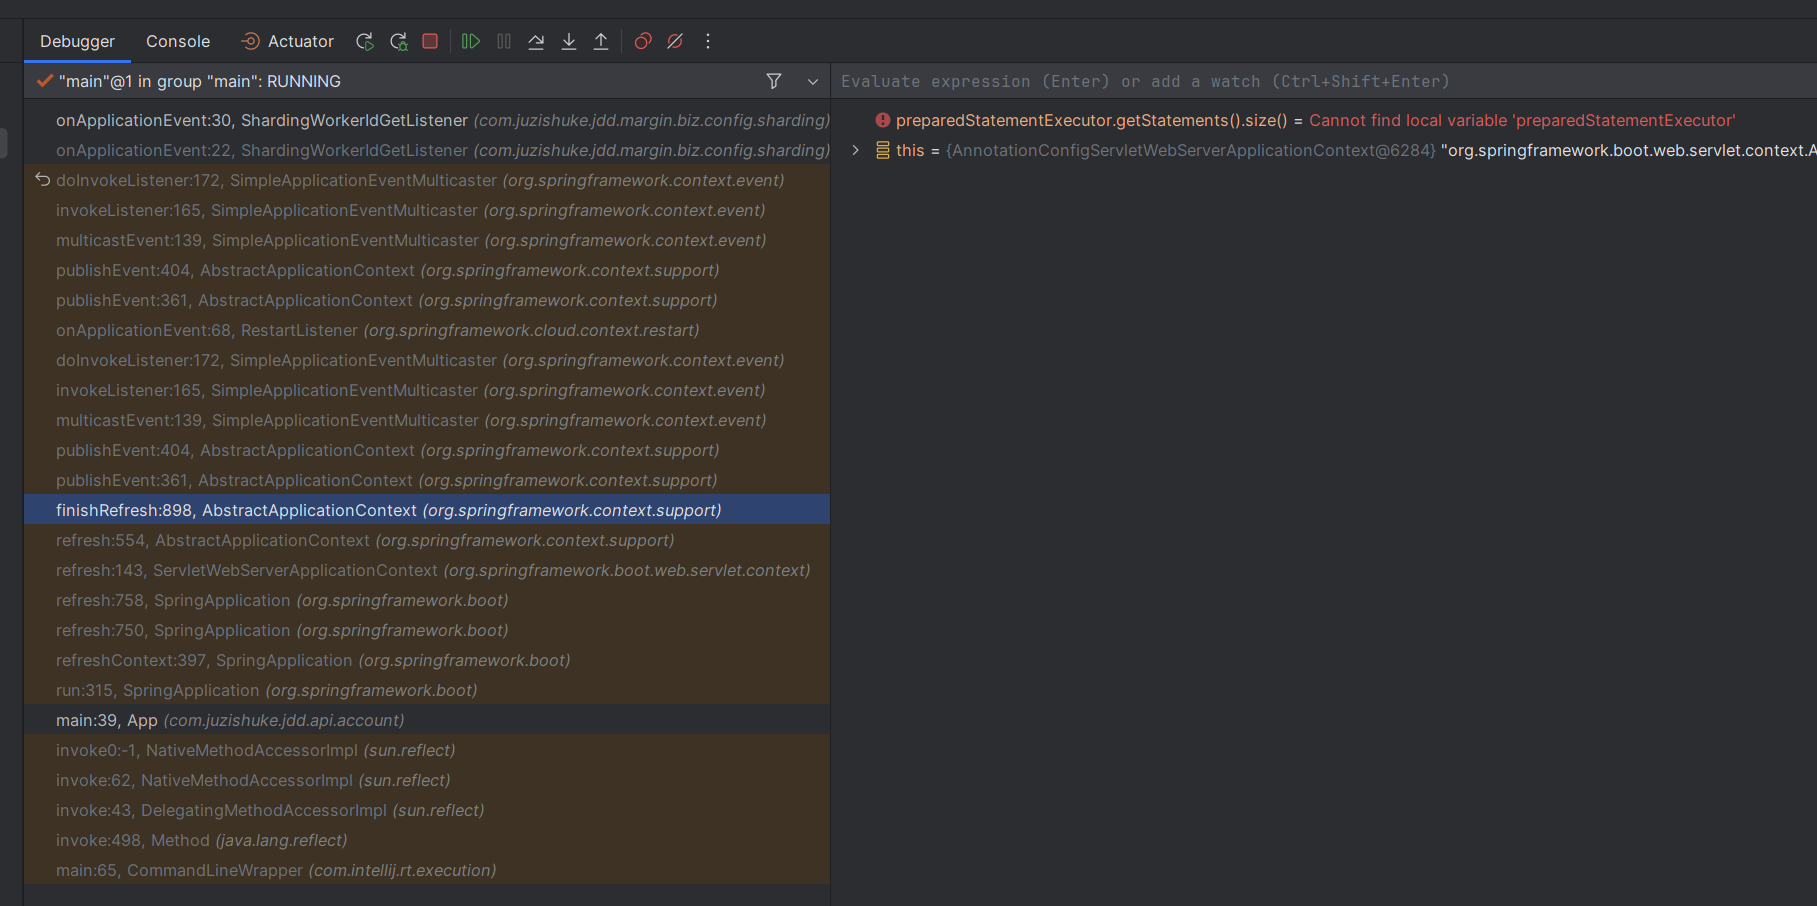 Debugger Console Actuator
"main"@1 in group "main": RUNNING
Evaluate expression (Enter) or add a watch (Ctrl+Shift+Enter)
onApplicationEvent:30, ShardingWorkerIdGetListener (com.juzishuke.jdd.margin.biz.config.sharding)
onApplicationEvent:22, ShardingWorkerIdGetListener (com.juzishuke.jdd.margin.biz.config.sharding)
doInvokeListener:172, SimpleApplicationEventMulticaster (org.springframework.context.event)
invokeListener:165, SimpleApplicationEventMulticaster (org.springframework.context.event)
multicastEvent:139, SimpleApplicationEventMulticaster (org.springframework.context.event)
publishEvent:404, AbstractApplicationContext (org.springframework.context.support)
publishEvent:361, AbstractApplicationContext (org.springframework.context.support)
onApplicationEvent:68, RestartListener (org.springframework.cloud.context.restart)
doInvokeListener:172, SimpleApplicationEventMulticaster (org.springframework.context.event)
invokeListener:165, SimpleApplicationEventMulticaster (org.springframework.context.event)
multicastEvent:139, SimpleApplicationEventMulticaster (org.springframework.context.event)
publishEvent:404, AbstractApplicationContext (org.springframework.context.support)
publishEvent:361, AbstractApplicationContext (org.springframework.context.support)
finishRefresh:898, AbstractApplicationContext (org.springframework.context.support)
refresh:554, AbstractApplicationContext (org.springframework.context.support)
refresh:143, ServletWebServerApplicationContext (org.springframework.boot.web.servlet.context)
refresh:758, SpringApplication (org.springframework.boot)
refresh:750, SpringApplication (org.springframework.boot)
refreshContext:397, SpringApplication (org.springframework.boot)
run:315, SpringApplication (org.springframework.boot)
main:39, App (com.juzishuke.jdd.api.account)
invoke0:-1, NativeMethodAccessorImpl (sun.reflect)
invoke:62, NativeMethodAccessorImpl (sun.reflect)
invoke:43, DelegatingMethodAccessorImpl (sun.reflect)
invoke:498, Method (java.lang.reflect)
main:65, CommandLineWrapper (com.intellij.rt.execution)
preparedStatementExecutor.getStatements().size() = Cannot find local variable 'preparedStatementExecutor'
this = {AnnotationConfigServletWebServerApplicationContext@6284} "org.springframework.boot.web.servlet.context.A